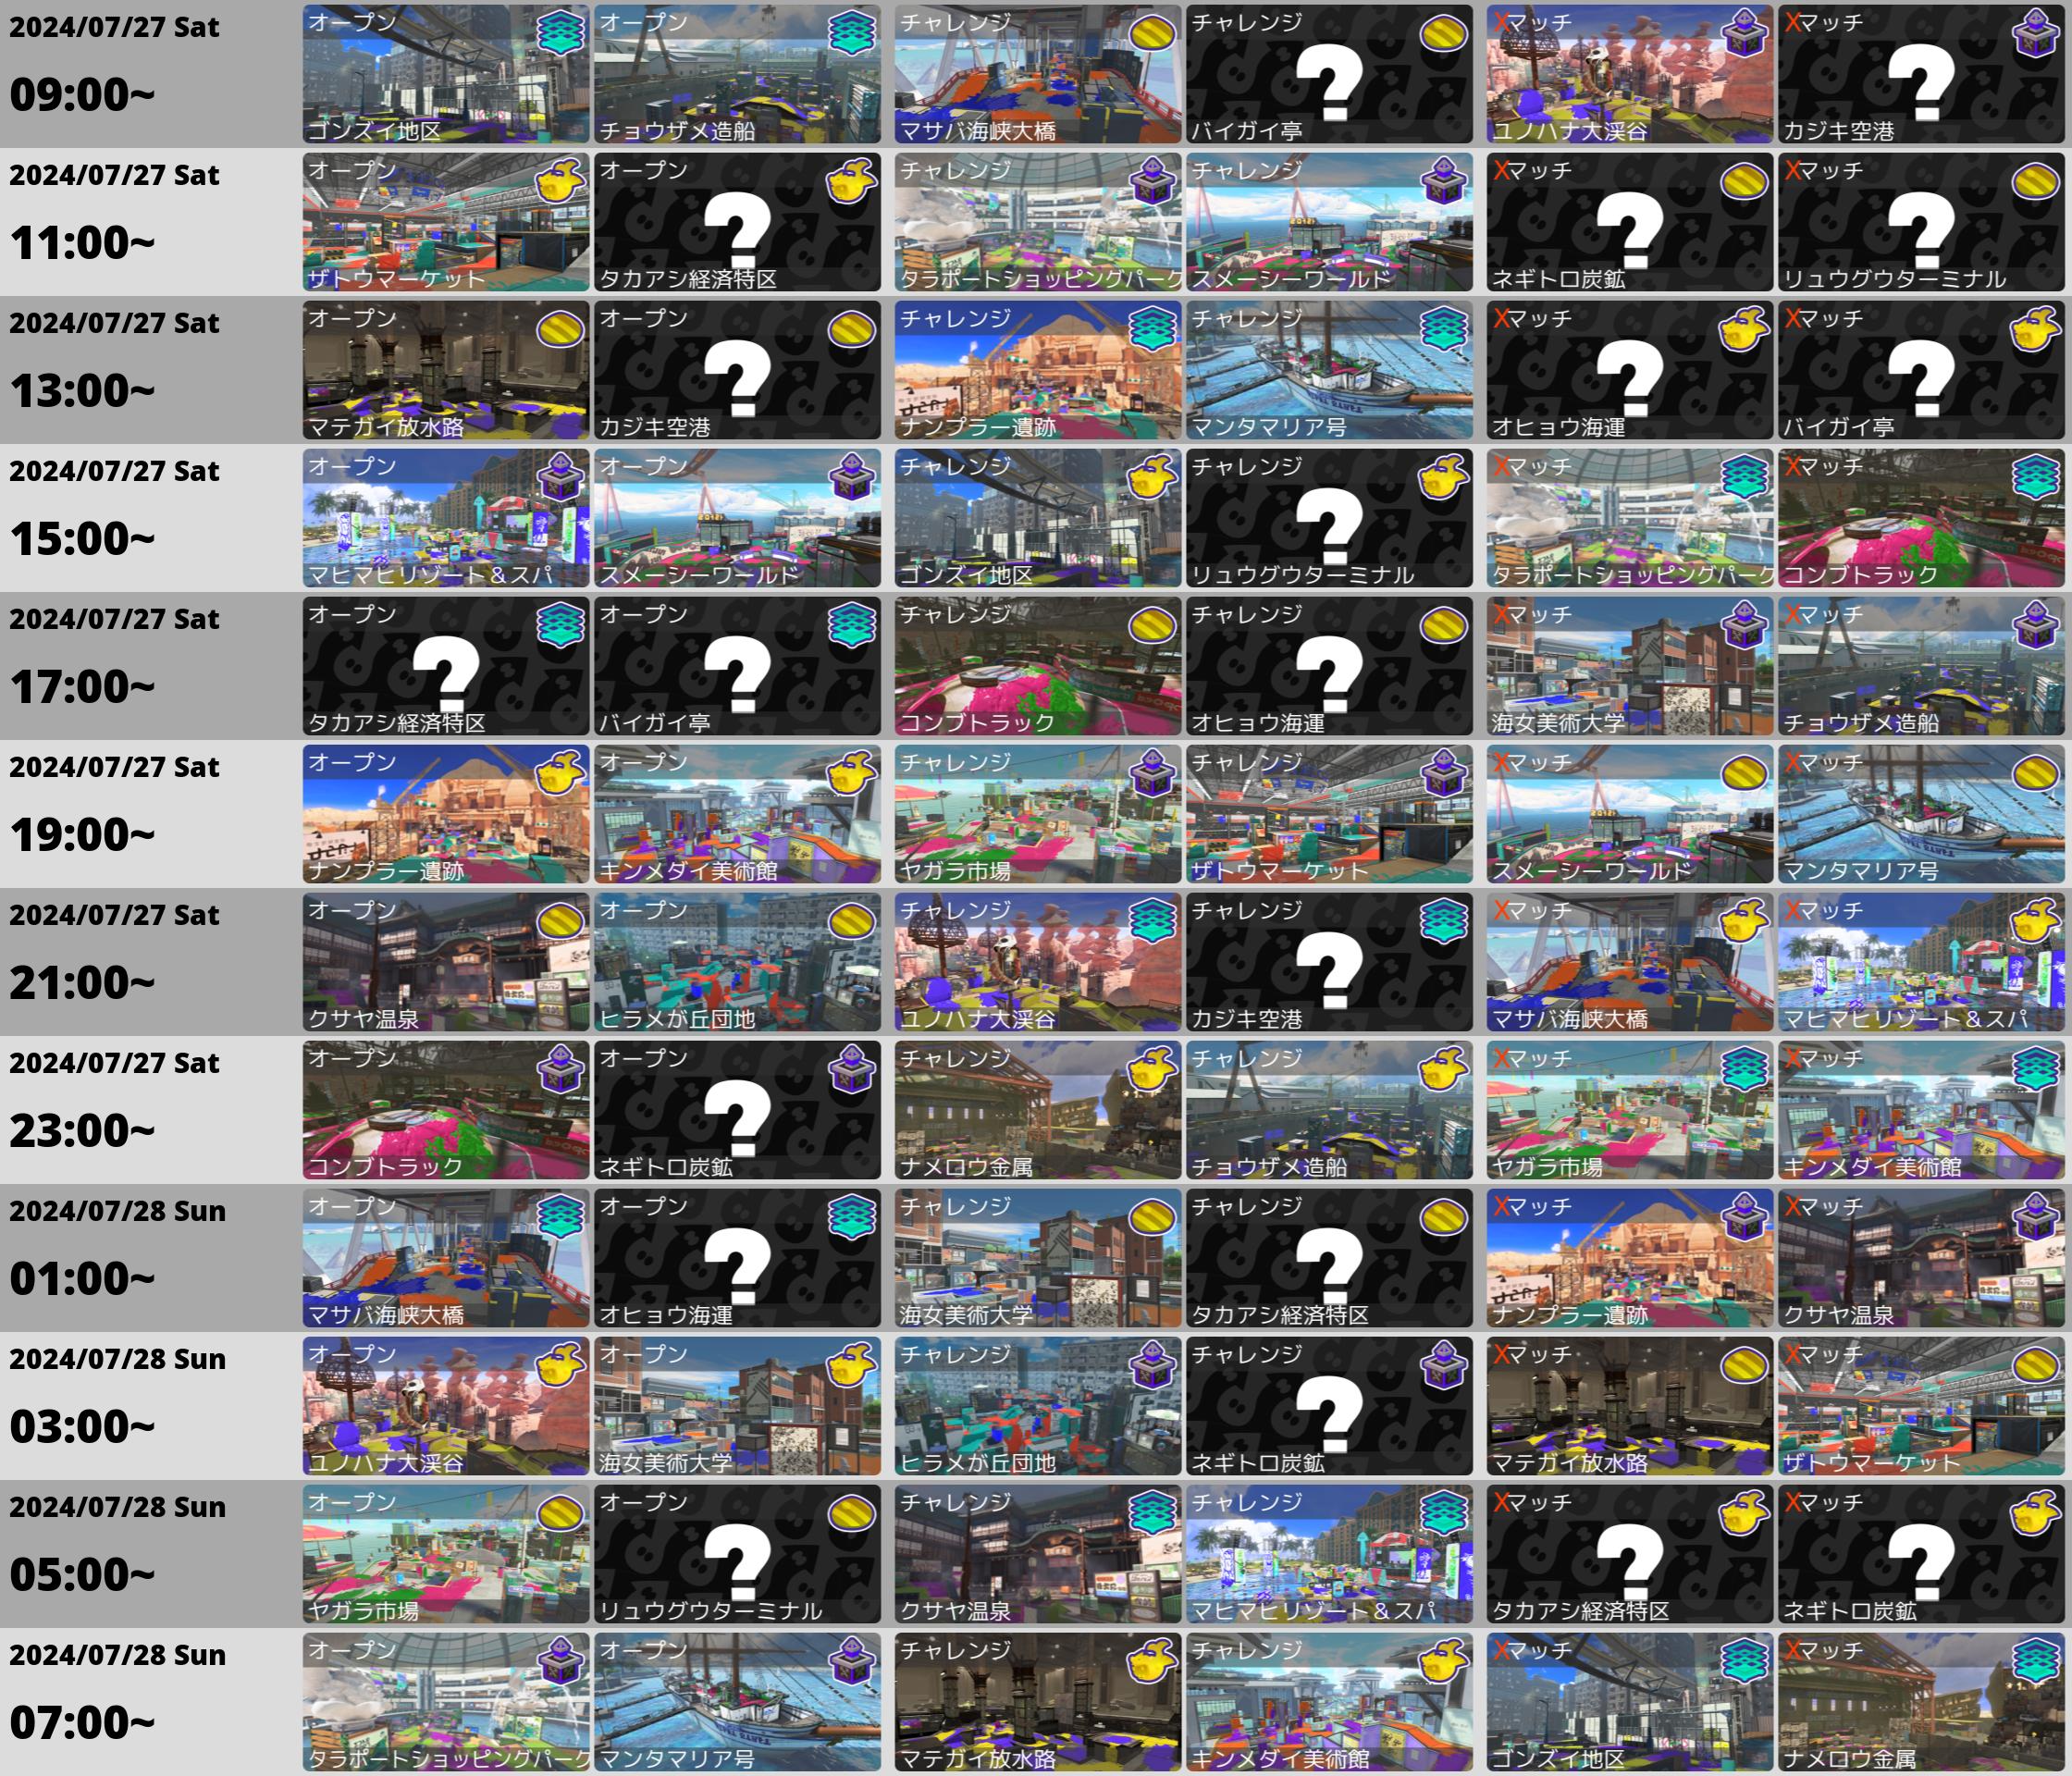 2024/07/27 Sat
09:00~
オープン
ゴンズイ地区
オープン
チョウザメ造船
チャレンジ
マサバ海峡大橋
チャレンジ
バイガイ亭
Xマッチ
ユノハナ大渓谷
Xマッチ
カジキ空港
2024/07/27 Sat
11:00~
オープン
ザトウマーケット
オープン
タカアシ経済特区
チャレンジ
タラポートショッピングパーク
チャレンジ
スメーシーワールド
Xマッチ
ネギトロ炭鉱
Xマッチ
リュウグウターミナル
2024/07/27 Sat
13:00~
オープン
マテガイ放水路
オープン
カジキ空港
チャレンジ
ナンプラー遺跡
チャレンジ
マンタマリア号
Xマッチ
オヒョウ海運
Xマッチ
バイガイ亭
2024/07/27 Sat
15:00~
オープン
マヒマヒリゾート＆スパ
オープン
スメーシーワールド
チャレンジ
ゴンズイ地区
チャレンジ
リュウグウターミナル
Xマッチ
タラポートショッピングパーク
Xマッチ
コンブトラック
2024/07/27 Sat
17:00~
オープン
タカアシ経済特区
オープン
バイガイ亭
チャレンジ
コンブトラック
チャレンジ
オヒョウ海運
Xマッチ
海女美術大学
Xマッチ
チョウザメ造船
2024/07/27 Sat
19:00~
オープン
ナンプラー遺跡
オープン
キンメダイ美術館
チャレンジ
ヤガラ市場
チャレンジ
ザトウマーケット
Xマッチ
スメーシーワールド
Xマッチ
マンタマリア号
2024/07/27 Sat
21:00~
オープン
クサヤ温泉
オープン
ヒラメが丘団地
チャレンジ
ユノハナ大渓谷
チャレンジ
カジキ空港
Xマッチ
マサバ海峡大橋
Xマッチ
マヒマヒリゾート＆スパ
2024/07/27 Sat
23:00~
オープン
コンブトラック
オープン
ネギトロ炭鉱
チャレンジ
ナメロウ金属
チャレンジ
チョウザメ造船
Xマッチ
ヤガラ市場
Xマッチ
キンメダイ美術館
2024/07/28 Sun
01:00~
オープン
マサバ海峡大橋
オープン
オヒョウ海運
チャレンジ
海女美術大学
チャレンジ
タカアシ経済特区
Xマッチ
ナンプラー遺跡
Xマッチ
クサヤ温泉
2024/07/28 Sun
03:00~
オープン
ユノハナ大渓谷
オープン
海女美術大学
チャレンジ
ヒラメが丘団地
チャレンジ
ネギトロ炭鉱
Xマッチ
マテガイ放水路
Xマッチ
ザトウマーケット
2024/07/28 Sun
05:00~
オープン
ヤガラ市場
オープン
リュウグウターミナル
チャレンジ
クサヤ温泉
チャレンジ
マヒマヒリゾート＆スパ
Xマッチ
タカアシ経済特区
Xマッチ
ネギトロ炭鉱
2024/07/28 Sun
07:00~
オープン
タラポートショッピングパーク
オープン
マンタマリア号
チャレンジ
マテガイ放水路
チャレンジ
キンメダイ美術館
Xマッチ
ゴンズイ地区
Xマッチ
ナメロウ金属